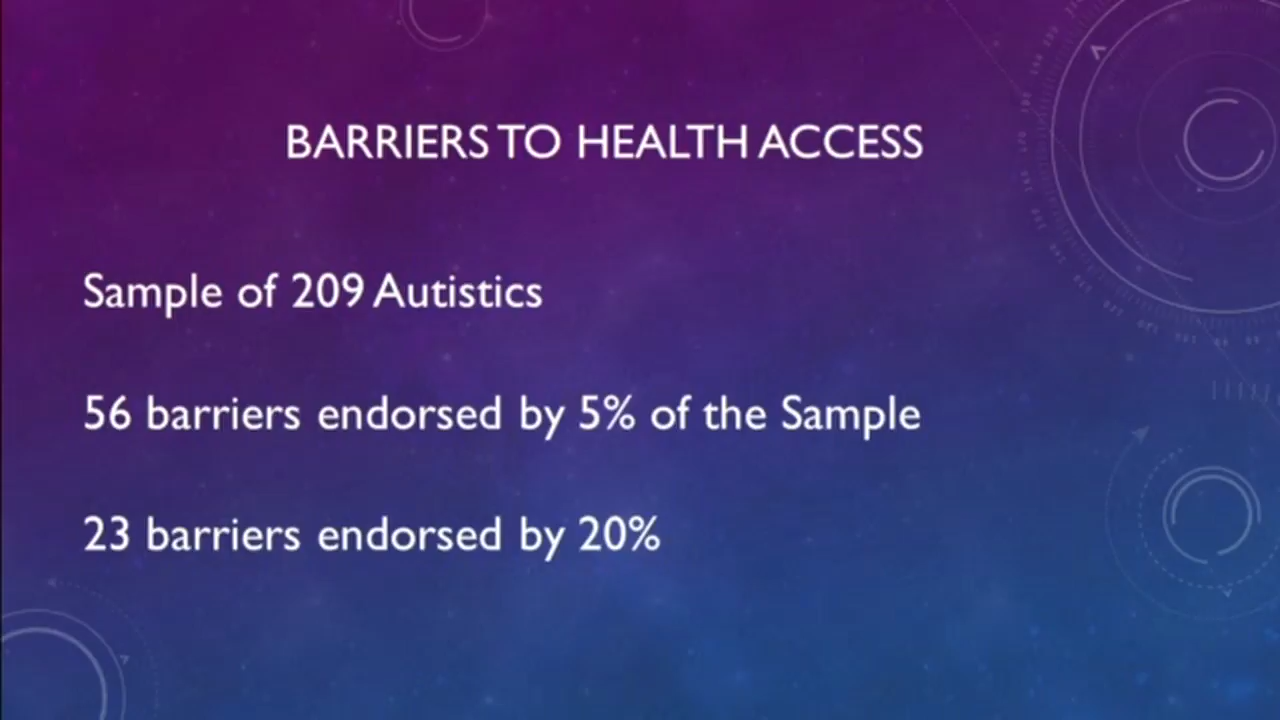 BARRIERS TO HEALTH ACCESS
Sample of 209 Autistics
56 barriers endorsed by 5% of the Sample
23 barriers endorsed by 20%